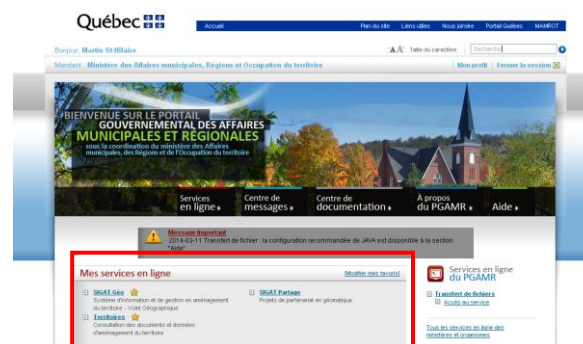 Québec
Accueil
Plan du site Liens utiles Nous joindre Portail Québec MAMROT
Bonjour, Martin St-Hilaire
A A Taille du caractère Recherche
Mandant : Ministère des Affaires municipales, Régions et Occupation du territoire
Mon profil Fermer la session
BIENVENUE SUR LE PORTAIL
GOUVERNEMENTAL DES AFFAIRES
MUNICIPALES ET RÉGIONALES
sous la coordination du ministère des Affaires
municipales, des Régions et de l'Occupation du territoire
Services en ligne
Centre de messages
Centre de documentation
À propos du PGAMR
Aide
Message important
2014-03-11 Transfert de fichier : la configuration recommandée de JAVA est disponible à la section
"Aide"
Mes services en ligne
[Modifier mes favoris]
SIGAT Géo
Système d'information et de gestion en aménagement
du territoire - Volet Géographique
Territoires
Consultation des documents et données
d'aménagement du territoire
SIGAT Partage
Projets de partenariat en géomatique
Services en ligne
du PGAMR
Transfert de fichiers
Accès au service
Tous les services en ligne des
ministères et organismes